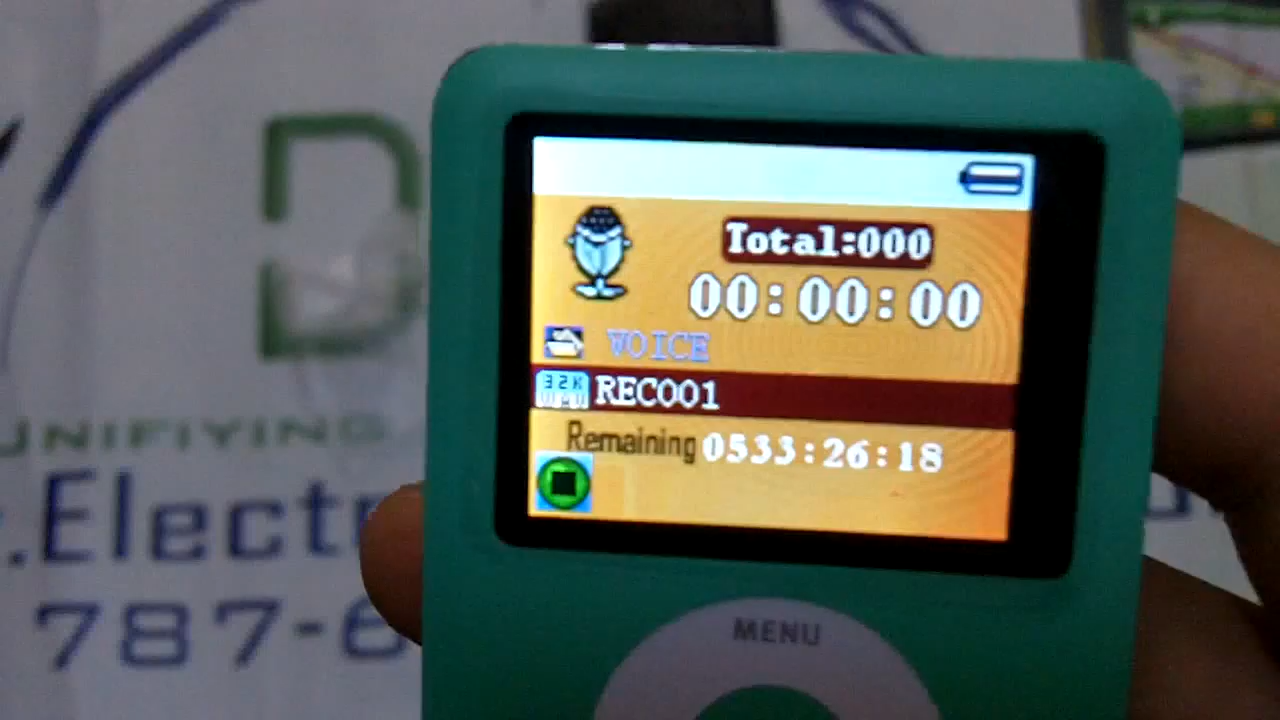 Total:000
00:00:00
VOICE
32K
REC001
Remaining 0533:26:18
MENU
D
UNIFIYING
.Electr
787-6